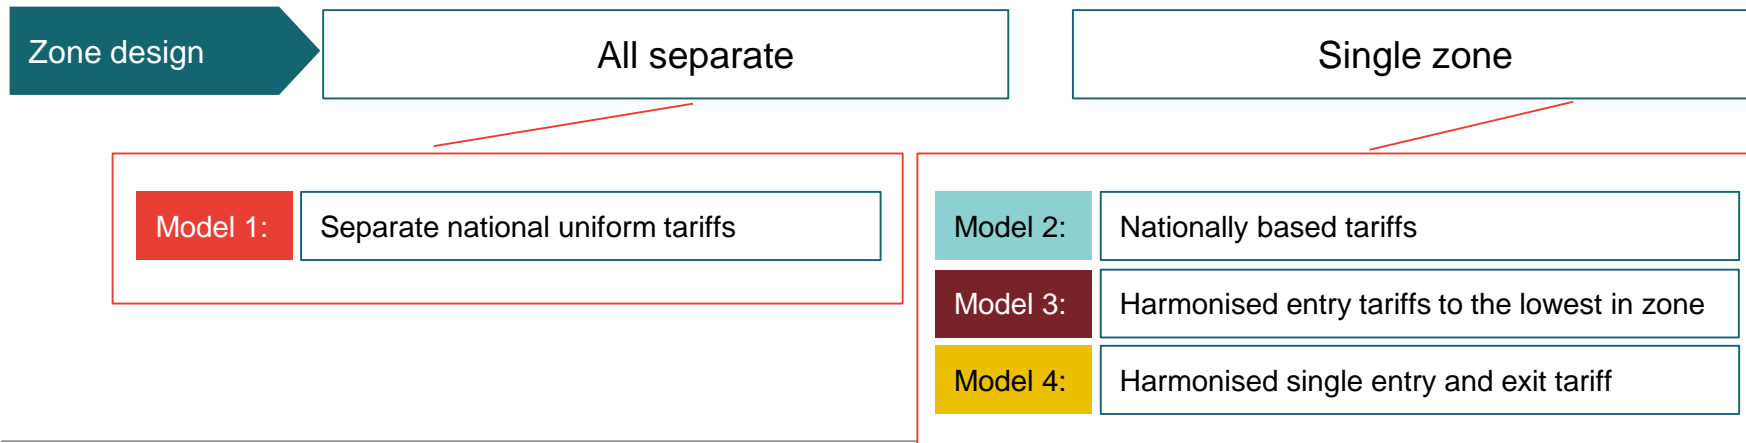 Zone design
All separate
Single zone
Model 1:
Separate national uniform tariffs
Model 2:
Nationally based tariffs
Model 3:
Harmonised entry tariffs to the lowest in zone
Model 4:
Harmonised single entry and exit tariff